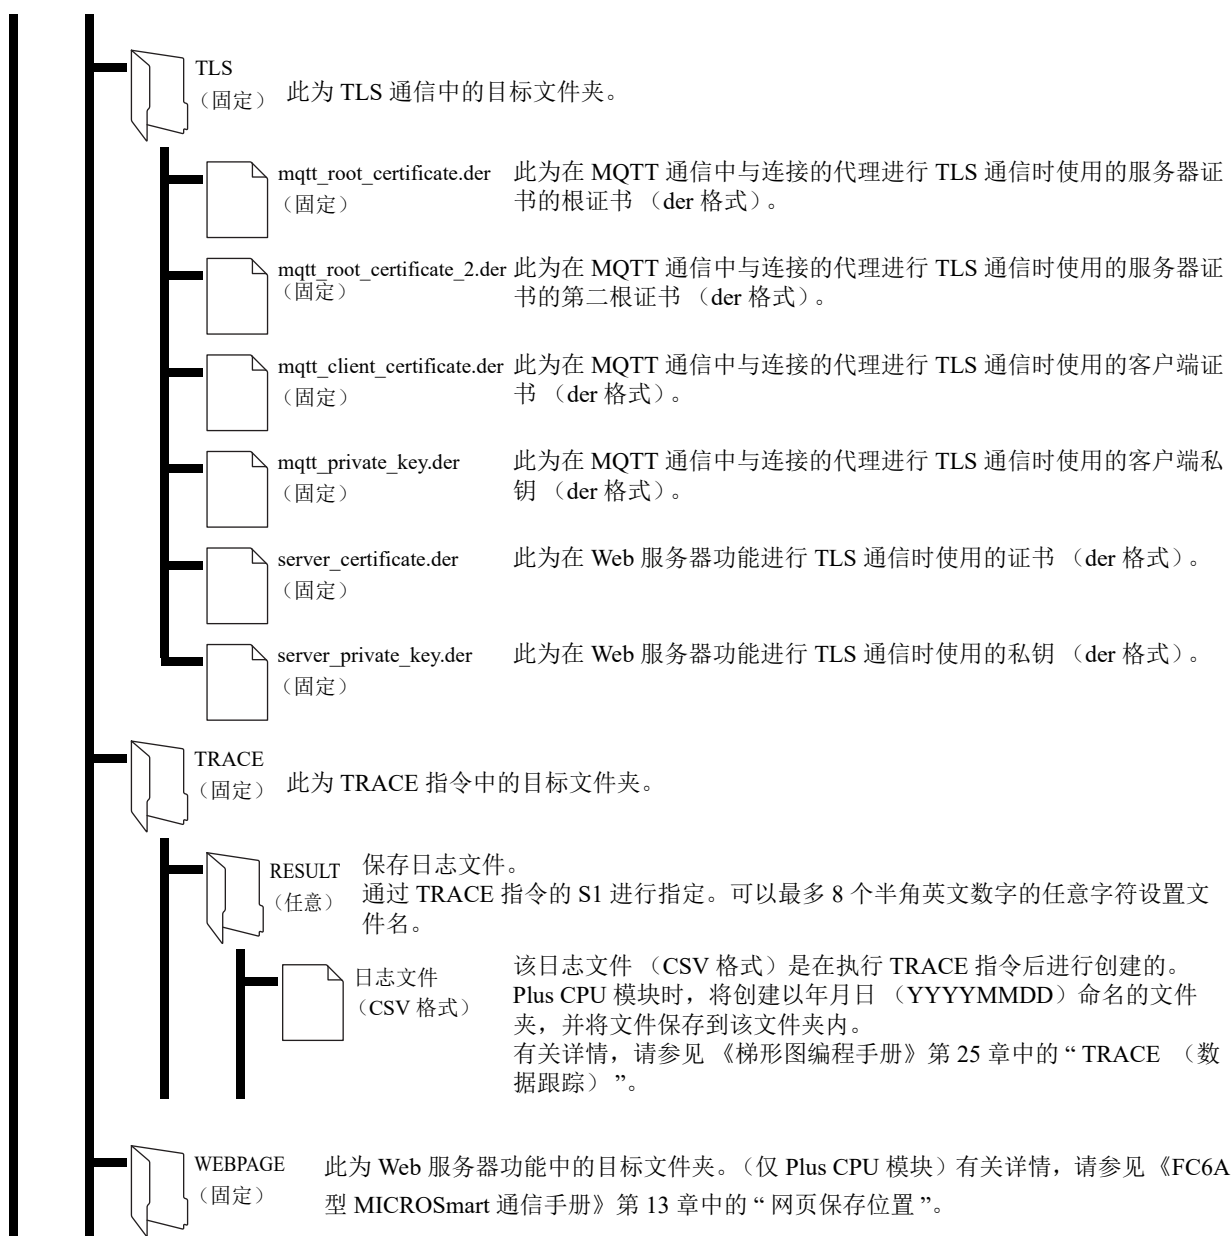 TLS
（固定）
此为 TLS 通信中的目标文件夹。
mqtt_root_certificate.der
（固定）
此为在 MQTT 通信中与连接的代理进行 TLS 通信时使用的服务器证
书的根证书 （der 格式）。
mqtt_root_certificate_2.der
（固定）
此为在 MQTT 通信中与连接的代理进行 TLS 通信时使用的服务器证
书的第二根证书 （der 格式）。
mqtt_client_certificate.der
（固定）
此为在 MQTT 通信中与连接的代理进行 TLS 通信时使用的客户端证
书 （der 格式）。
mqtt_private_key.der
（固定）
此为在 MQTT 通信中与连接的代理进行 TLS 通信时使用的客户端私
钥 （der 格式）。
server_certificate.der
（固定）
此为在 Web 服务器功能进行 TLS 通信时使用的证书 （der 格式）。
server_private_key.der
（固定）
此为在 Web 服务器功能进行 TLS 通信时使用的私钥 （der 格式）。
TRACE
（固定）
此为 TRACE 指令中的目标文件夹。
RESULT
（任意）
保存日志文件。
通过 TRACE 指令的 S1 进行指定。可以最多 8 个半角英文数字的任意字符设置文
件名。
日志文件
（CSV 格式）
该日志文件 （CSV 格式）是在执行 TRACE 指令后进行创建的。
Plus CPU 模块时，将创建以年月日 （YYYYMMDD）命名的文件
夹，并将文件保存到该文件夹内。
有关详情，请参见 《梯形图编程手册》第 25 章中的 “ TRACE （数
据跟踪） ”。
WEBPAGE
（固定）
此为 Web 服务器功能中的目标文件夹。（仅 Plus CPU 模块）有关详情，请参见 《FC6A
型 MICROSmart 通信手册》第 13 章中的 “ 网页保存位置 ”。